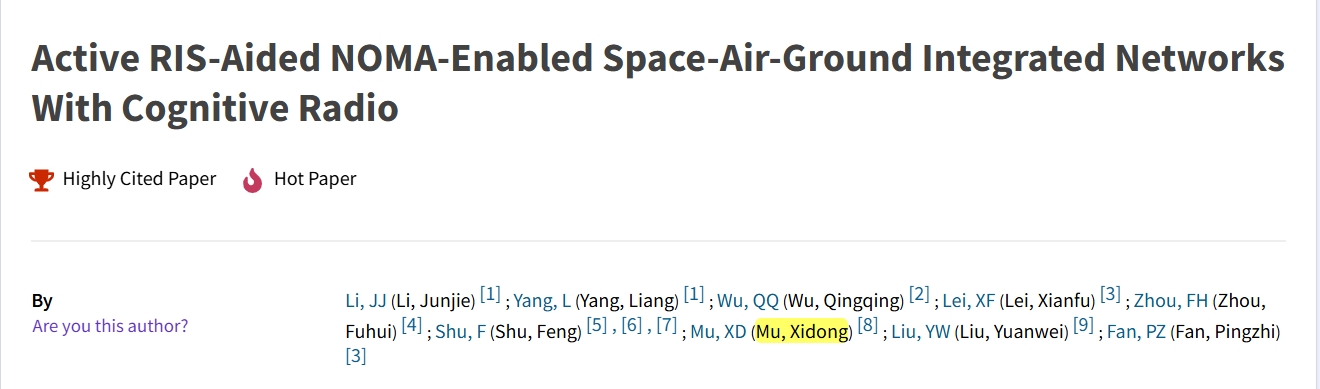 Active RIS-Aided NOMA-Enabled Space-Air-Ground Integrated Networks
With Cognitive Radio
Highly Cited Paper Hot Paper
By Li, JJ (Li, Junjie) [1] ; Yang, L (Yang, Liang) [1] ; Wu, QQ (Wu, Qingqing) [2] ; Lei, XF (Lei, Xianfu) [3] ; Zhou, FH (Zhou,
Are you this author? Fuhui) [4] ; Shu, F (Shu, Feng) [5] , [6] , [7] ; Mu, XD (Mu, Xidong) [8] ; Liu, YW (Liu, Yuanwei) [9] ; Fan, PZ (Fan, Pingzhi)
[3]